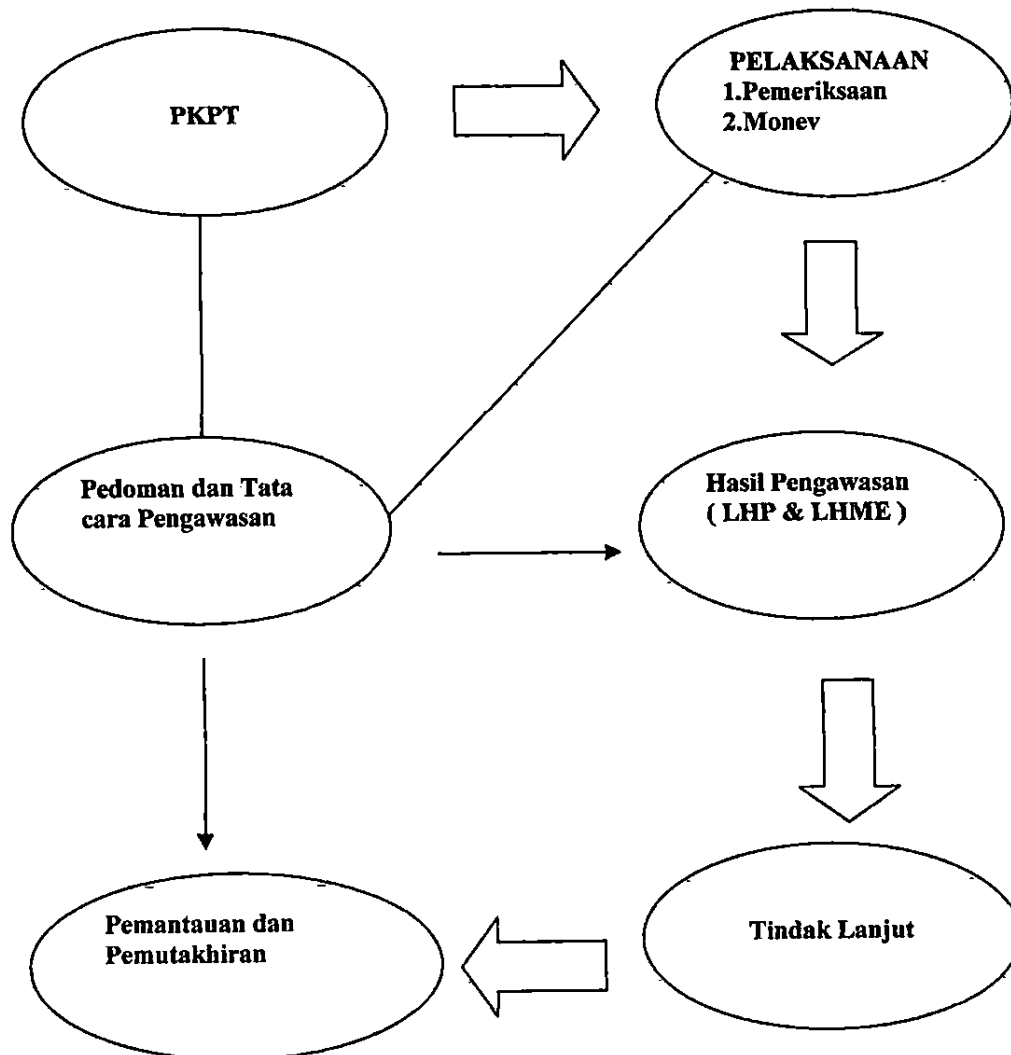 PKPT
PELAKSANAAN
1.Pemeriksaan
2.Monev
Pedoman dan Tata
cara Pengawasan
Hasil Pengawasan
( LHP & LHME )
Pemantauan dan
Pemutakhiran
Tindak Lanjut